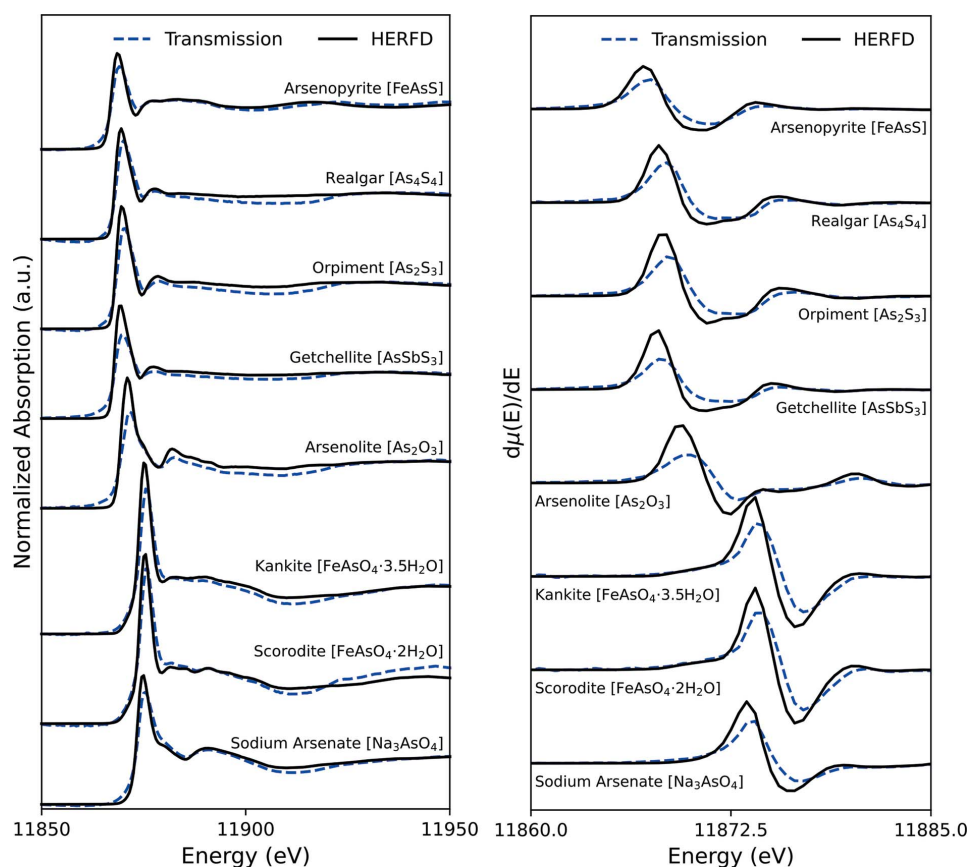 Transmission HERFD
Arsenopyrite [FeAsS]
Realgar [As₄S₄]
Orpiment [As₂S₃]
Getchellite [AsSbS₃]
Arsenolite [As₂O₃]
Kankite [FeAsO₄·3.5H₂O]
Scorodite [FeAsO₄·2H₂O]
Sodium Arsenate [Na₃AsO₄]
Normalized Absorption (a.u.)
11850 11900 11950
Energy (eV)
Transmission HERFD
Arsenopyrite [FeAsS]
Realgar [As₄S₄]
Orpiment [As₂S₃]
Getchellite [AsSbS₃]
Arsenolite [As₂O₃]
Kankite [FeAsO₄·3.5H₂O]
Scorodite [FeAsO₄·2H₂O]
Sodium Arsenate [Na₃AsO₄]
dμ(E)/dE
11860.0 11872.5 11885.0
Energy (eV)